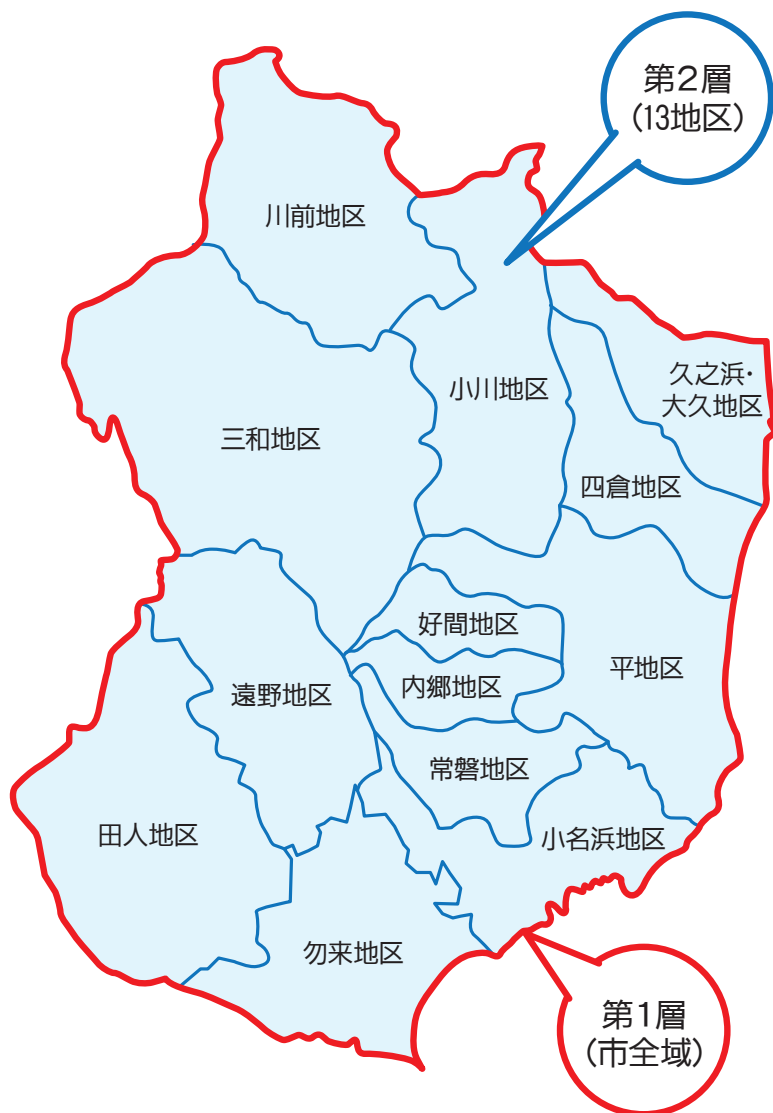 第2層
(13地区)
川前地区
小川地区
久之浜・
大久地区
三和地区
四倉地区
好間地区
平地区
内郷地区
遠野地区
常磐地区
田人地区
小名浜地区
勿来地区
第1層
(市全域)